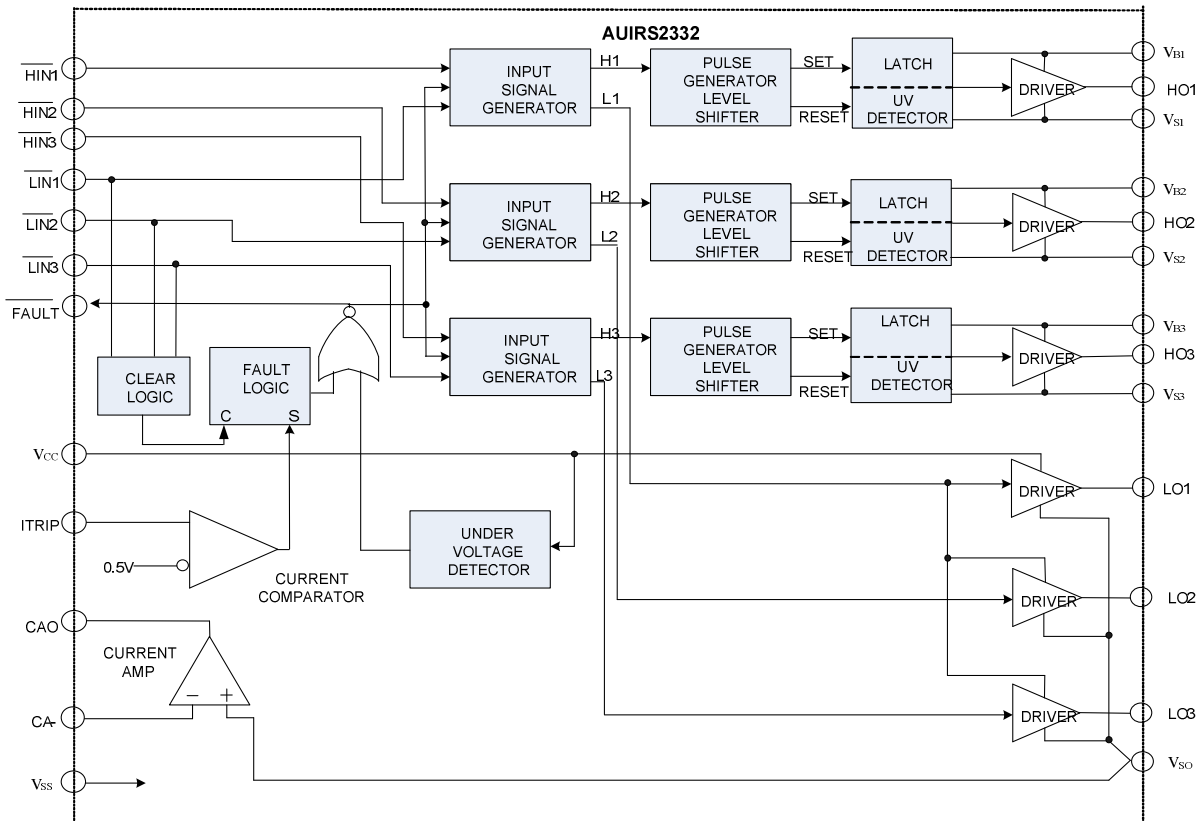 AUIRS2332
HIN1
HIN2
HIN3
LIN1
LIN2
LIN3
FAULT
VCC
ITRIP
0.5V
CAO
CA-
VSS
CLEAR
LOGIC
FAULT
LOGIC
C
S
CURRENT
COMPARATOR
CURRENT
AMP
− +
UNDER
VOLTAGE
DETECTOR
INPUT
SIGNAL
GENERATOR
H1
L1
PULSE
GENERATOR
LEVEL
SHIFTER
SET
RESET
LATCH
UV
DETECTOR
DRIVER
VB1
HO1
VS1
INPUT
SIGNAL
GENERATOR
H2
L2
PULSE
GENERATOR
LEVEL
SHIFTER
SET
RESET
LATCH
UV
DETECTOR
DRIVER
VB2
HO2
VS2
INPUT
SIGNAL
GENERATOR
H3
L3
PULSE
GENERATOR
LEVEL
SHIFTER
SET
RESET
LATCH
UV
DETECTOR
DRIVER
VB3
HO3
VS3
DRIVER
LO1
DRIVER
LO2
DRIVER
LO3
VSO